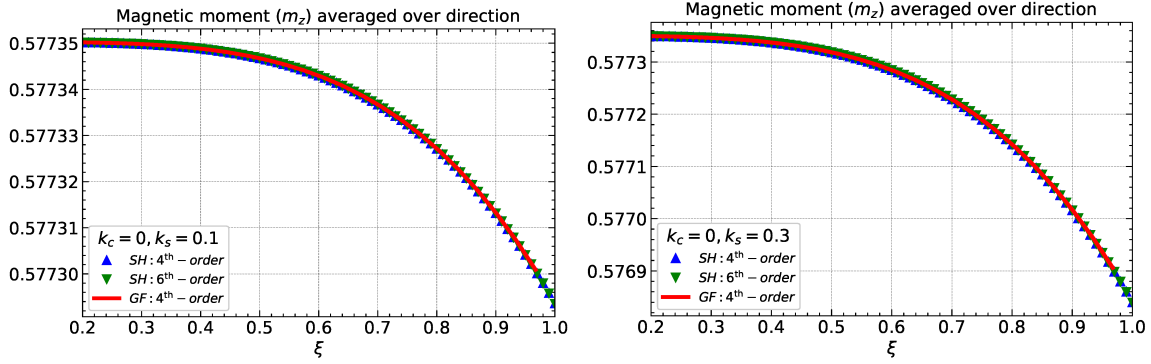 Magnetic moment (m_z) averaged over direction
0.577350
0.57734
0.57733
0.57732
0.57731
0.57730
k_c = 0, k_s = 0.1
SH : 4th − order
SH : 6th − order
GF : 4th − order
0.2 0.3 0.4 0.5 0.6 0.7 0.8 0.9 1.0
ξ
Magnetic moment (m_z) averaged over direction
0.5773
0.5772
0.5771
0.5770
0.5769
k_c = 0, k_s = 0.3
SH : 4th − order
SH : 6th − order
GF : 4th − order
0.2 0.3 0.4 0.5 0.6 0.7 0.8 0.9 1.0
ξ